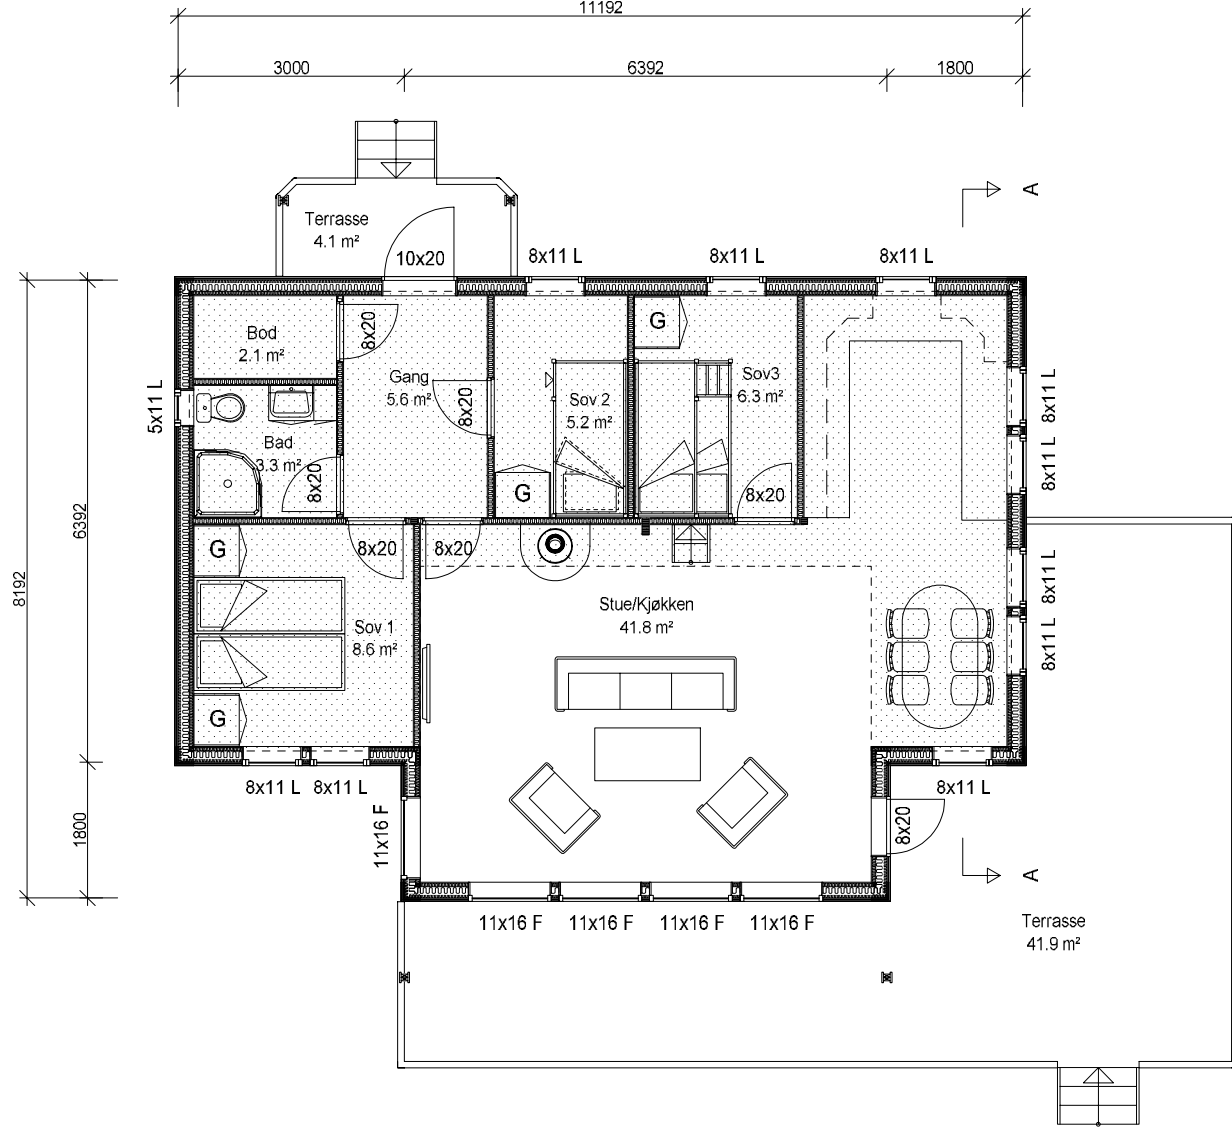 11192
3000
6392
1800
A
Terrasse
4.1 m²
10x20
8x11 L
8x11 L
8x11 L
Bod
2.1 m²
8x20
G
Gang
5.6 m²
8x20
Sov 2
5.2 m²
Sov3
6.3 m²
5x11 L
8x11 L
8x11 L
Bad
3.3 m²
8x20
G
8x20
6392
8192
G
8x20
8x20
8x11 L
8x11 L
Stue/Kjøkken
41.8 m²
Sov 1
8.6 m²
G
8x11 L
8x11 L
8x11 L
1800
11x16 F
8x20
A
11x16 F
11x16 F
11x16 F
11x16 F
Terrasse
41.9 m²